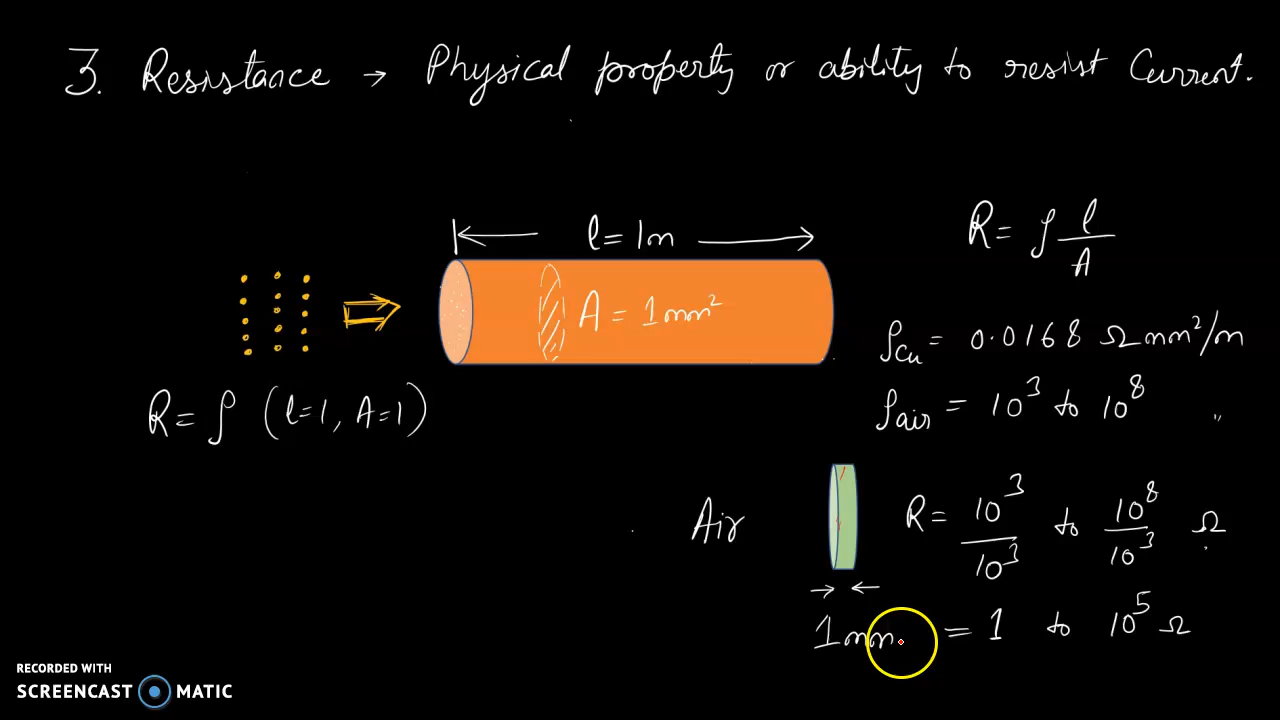 3. Resistance → Physical property or ability to resist Current.
l = 1m
R = ρ l/A
A = 1mm²
ρCu = 0.0168 Ω mm²/m
R = ρ (l=1, A=1)
ρair = 10³ to 10⁸ "
Air R = 10³/10³ to 10⁸/10³ Ω
1mm. = 1 to 10⁵ Ω
RECORDED WITH
SCREENCAST MATIC